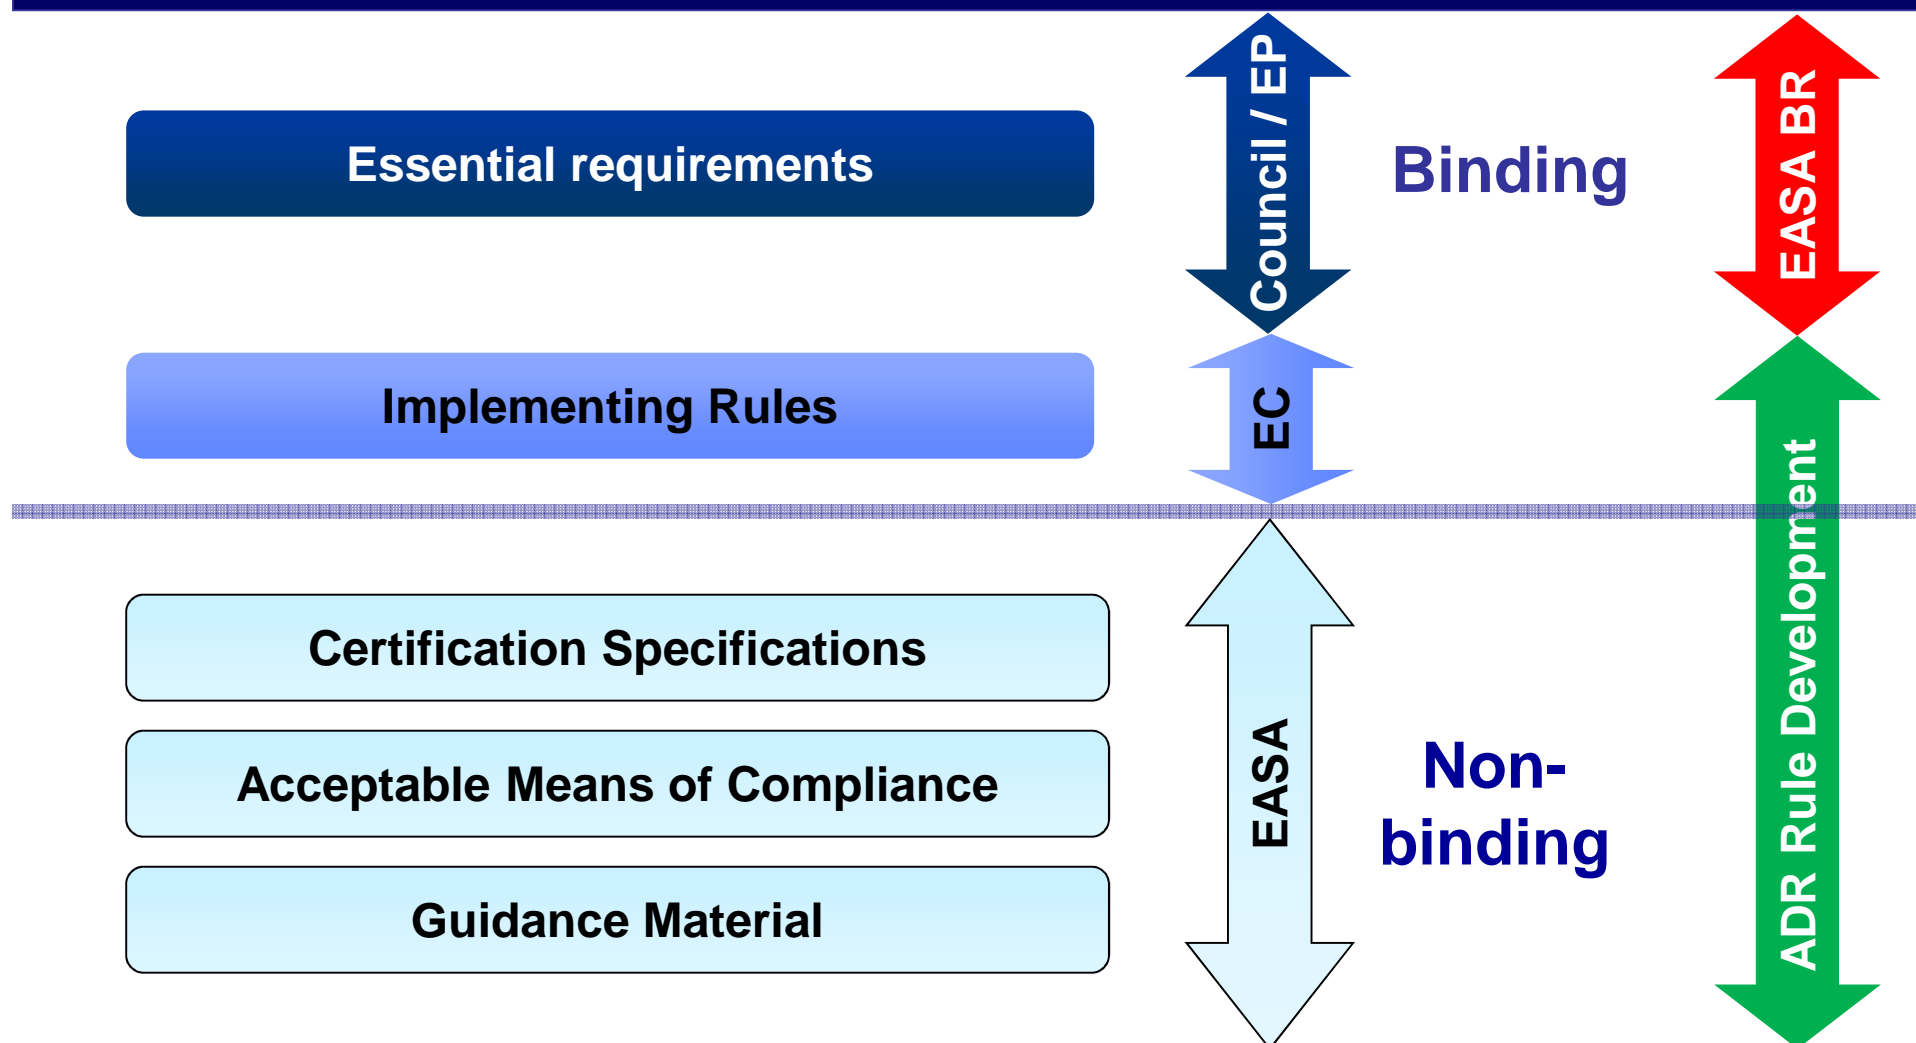 Essential requirements
Council / EP
Binding
EASA BR
Implementing Rules
EC
Certification Specifications
Acceptable Means of Compliance
Guidance Material
EASA
Non-
binding
ADR Rule Development